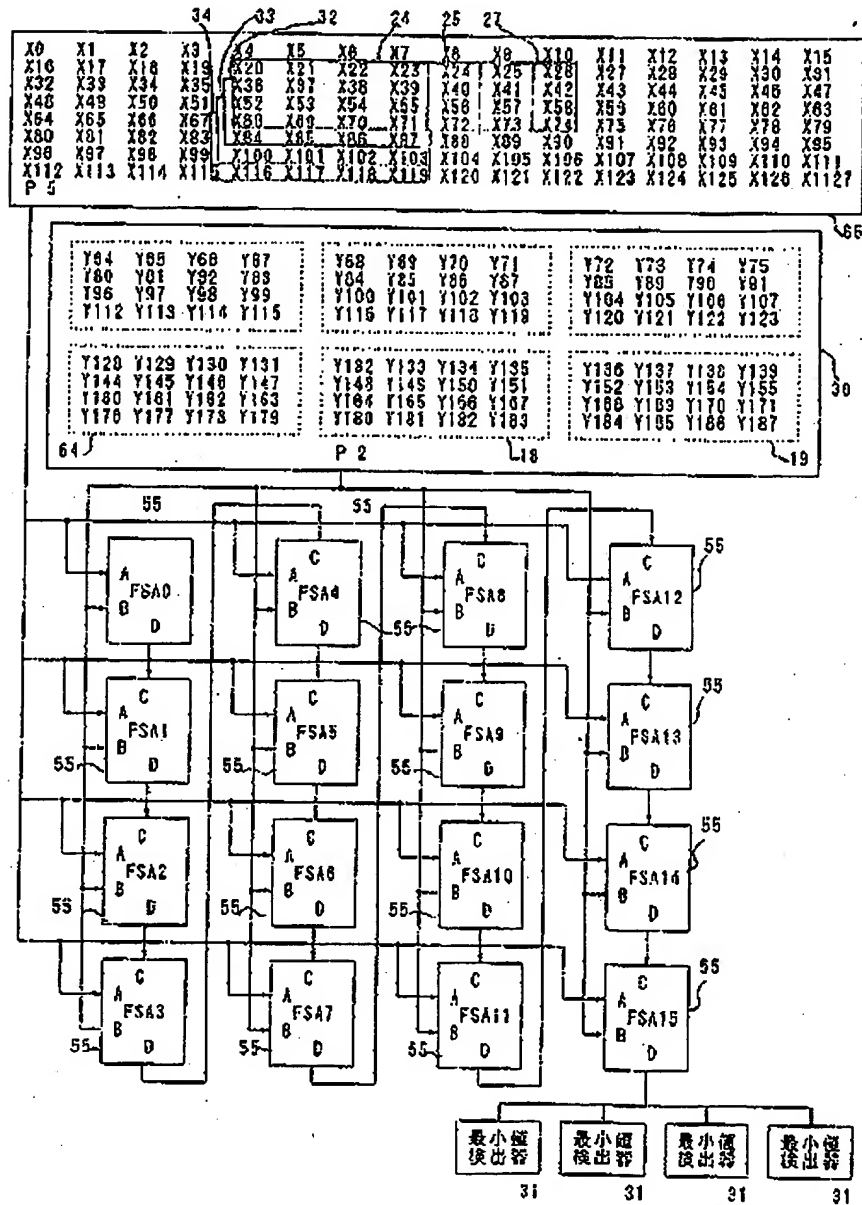 34 33 32 24 25 27
X0 X1 X2 X3 X4 X5 X6 X7 X8 X9 X10 X11 X12 X13 X14 X15
X16 X17 X18 X19 X20 X21 X22 X23 X24 X25 X26 X27 X28 X29 X30 X31
X32 X33 X34 X35 X36 X37 X38 X39 X40 X41 X42 X43 X44 X45 X46 X47
X48 X49 X50 X51 X52 X53 X54 X55 X56 X57 X58 X59 X60 X61 X62 X63
X64 X65 X66 X67 X68 X69 X70 X71 X72 X73 X74 X75 X76 X77 X78 X79
X80 X81 X82 X83 X84 X85 X86 X87 X88 X89 X90 X91 X92 X93 X94 X95
X96 X97 X98 X99 X100 X101 X102 X103 X104 X105 X106 X107 X108 X109 X110 X111
X112 X113 X114 X115 X116 X117 X118 X119 X120 X121 X122 X123 X124 X125 X126 X1127
P 5
66
Y64 Y65 Y66 Y67 Y68 Y69 Y70 Y71 Y72 Y73 Y74 Y75
Y80 Y81 Y82 Y83 Y84 Y85 Y86 Y87 Y88 Y89 Y90 Y91
Y96 Y97 Y98 Y99 Y100 Y101 Y102 Y103 Y104 Y105 Y106 Y107
Y112 Y113 Y114 Y115 Y116 Y117 Y118 Y119 Y120 Y121 Y122 Y123
Y128 Y129 Y130 Y131 Y132 Y133 Y134 Y135 Y136 Y137 Y138 Y139
Y144 Y145 Y146 Y147 Y148 Y149 Y150 Y151 Y152 Y153 Y154 Y155
Y160 Y161 Y162 Y163 Y164 Y165 Y166 Y167 Y168 Y169 Y170 Y171
Y176 Y177 Y178 Y179 Y180 Y181 Y182 Y183 Y184 Y185 Y186 Y187
30
64 P 2 18 19
55 55 55
A FSA0 B D
C A FSA4 B D 55
C A FSA8 B D 55
C A FSA12 B D
55
C A FSA1 B D 55
C A FSA5 B D 55
C A FSA9 B D 55
C A FSA13 B D
55
C A FSA2 B D 55
C A FSA6 B D 55
C A FSA10 B D 55
C A FSA14 B D
55
C A FSA3 B D 55
C A FSA7 B D 55
C A FSA11 B D 55
C A FSA15 B D
最小値 最小値 最小値 最小値
検出器 検出器 検出器 検出器
31 31 31 31